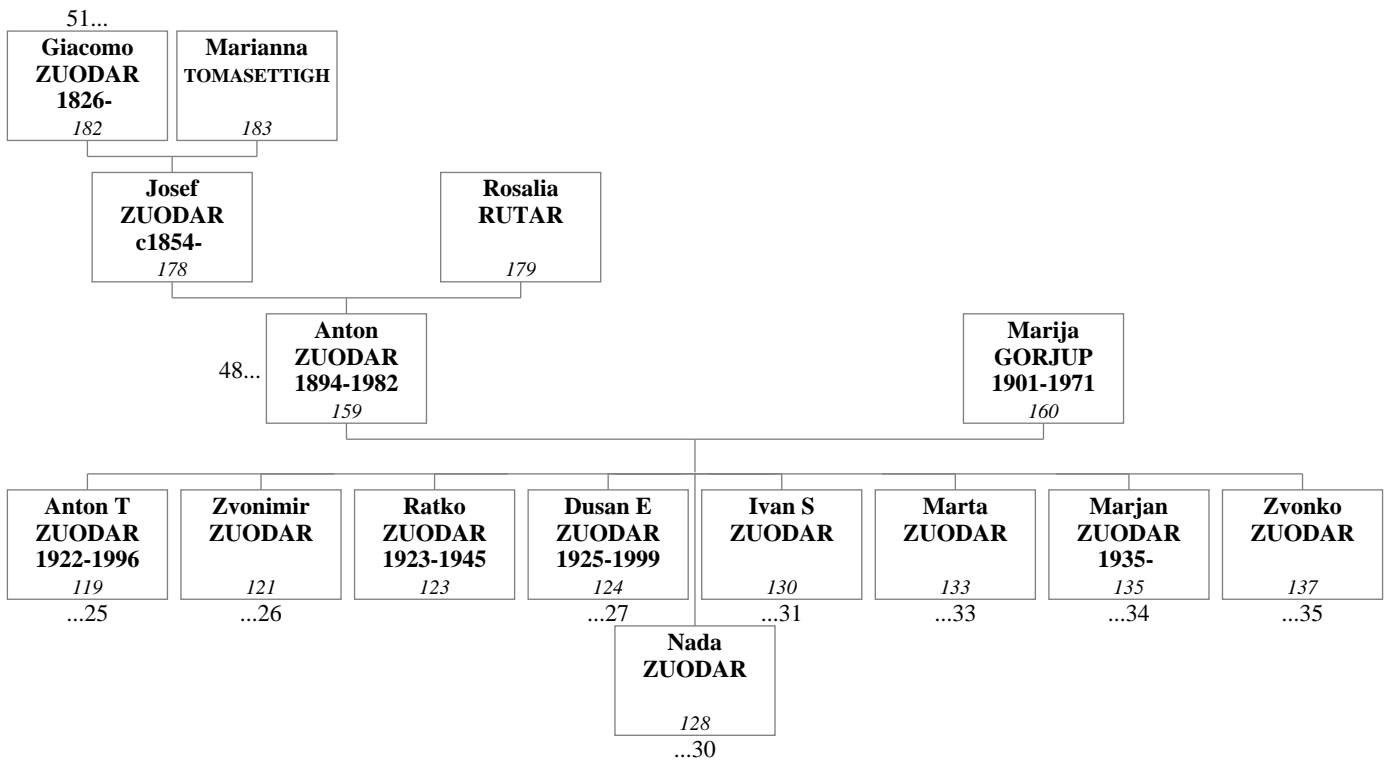 51...
Giacomo
ZUODAR
1826-
182
Marianna
TOMASETTIGH
183
Josef
ZUODAR
c1854-
178
Rosalia
RUTAR
179
48...
Anton
ZUODAR
1894-1982
159
Marija
GORJUP
1901-1971
160
Anton T
ZUODAR
1922-1996
119
...25
Zvonimir
ZUODAR
121
...26
Ratko
ZUODAR
1923-1945
123
Dusan E
ZUODAR
1925-1999
124
...27
Ivan S
ZUODAR
130
...31
Marta
ZUODAR
133
...33
Marjan
ZUODAR
1935-
135
...34
Zvonko
ZUODAR
137
...35
Nada
ZUODAR
128
...30